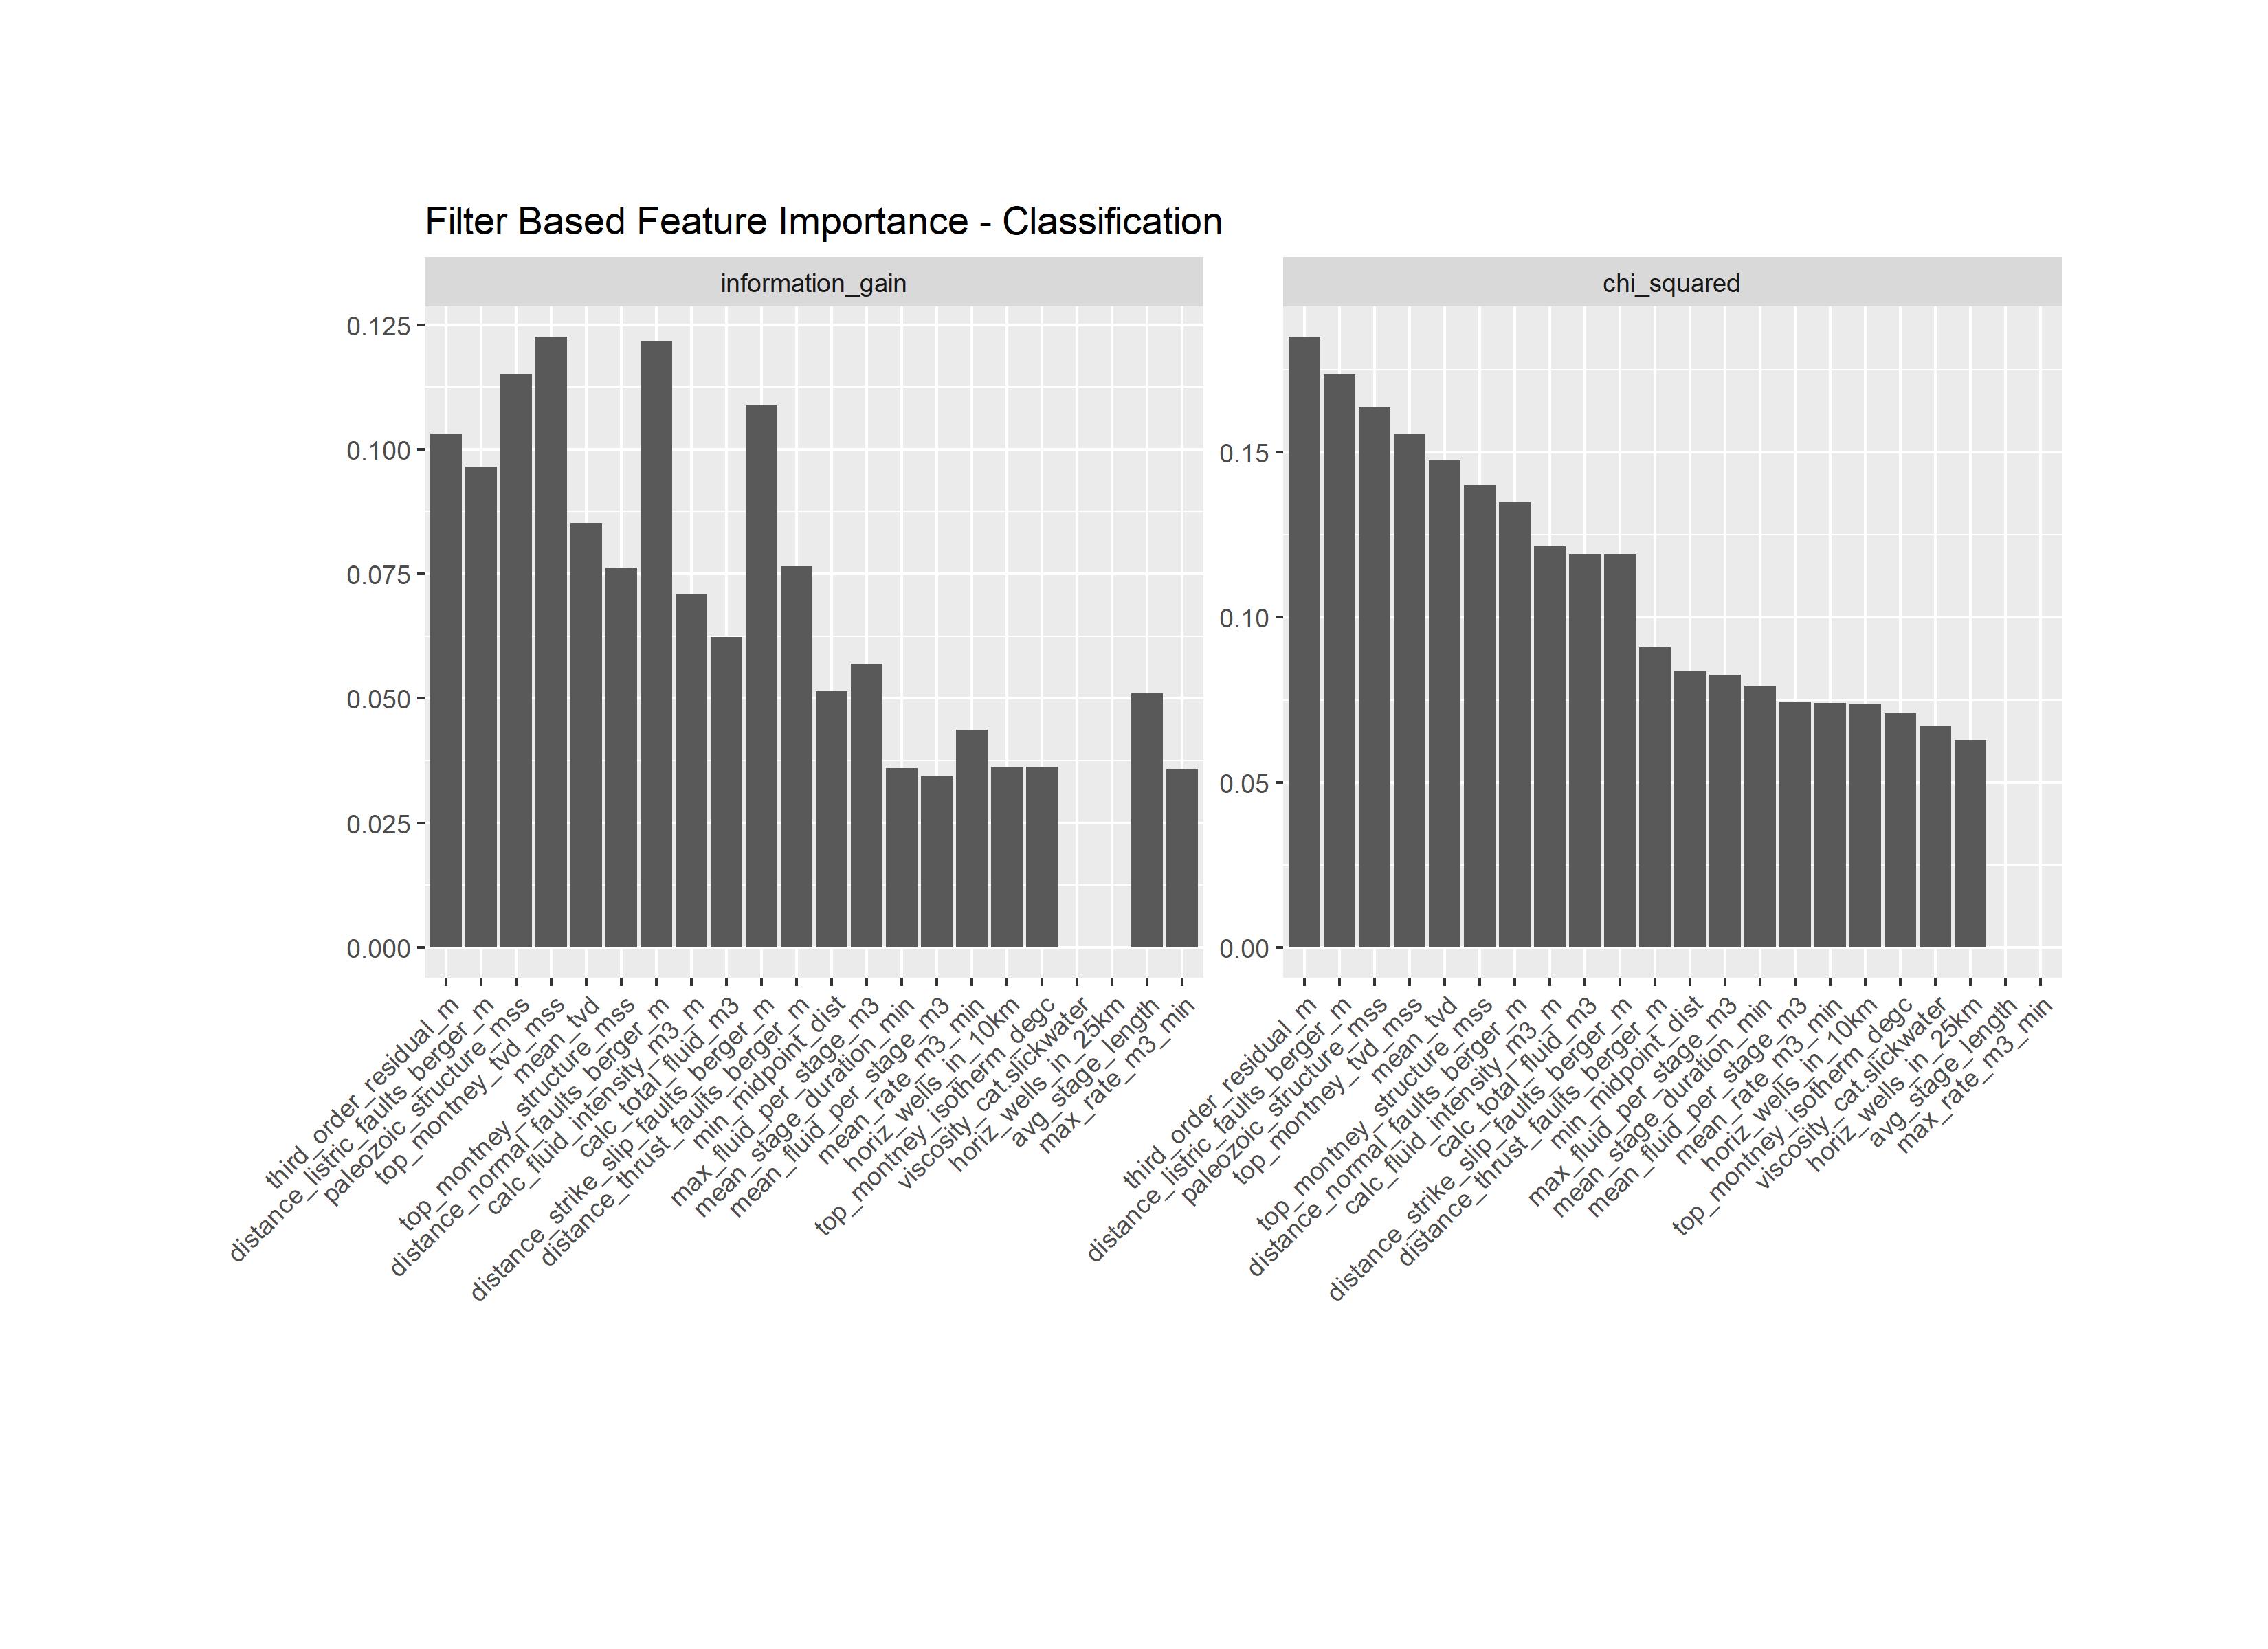 Filter Based Feature Importance - Classification
information_gain
chi_squared
0.125
0.100
0.075
0.050
0.025
0.000
0.15
0.10
0.05
0.00
third_order_residual_m
distance_listric_faults_berger_m
paleozoic_structure_mss
top_montney_tvd_mss
mean_tvd
top_montney_structure_mss
distance_normal_faults_berger_m
calc_fluid_intensity_m3_m
calc_total_fluid_m3
distance_strike_slip_faults_berger_m
distance_thrust_faults_berger_m
min_midpoint_dist
max_fluid_per_stage_m3
mean_stage_duration_min
mean_fluid_per_stage_m3
mean_rate_m3_min
horiz_wells_in_10km
top_montney_isotherm_degc
viscosity_cat.slickwater
horiz_wells_in_25km
avg_stage_length
max_rate_m3_min
third_order_residual_m
distance_listric_faults_berger_m
paleozoic_structure_mss
top_montney_tvd_mss
mean_tvd
top_montney_structure_mss
distance_normal_faults_berger_m
calc_fluid_intensity_m3_m
calc_total_fluid_m3
distance_strike_slip_faults_berger_m
distance_thrust_faults_berger_m
min_midpoint_dist
max_fluid_per_stage_m3
mean_stage_duration_min
mean_fluid_per_stage_m3
mean_rate_m3_min
horiz_wells_in_10km
top_montney_isotherm_degc
viscosity_cat.slickwater
horiz_wells_in_25km
avg_stage_length
max_rate_m3_min